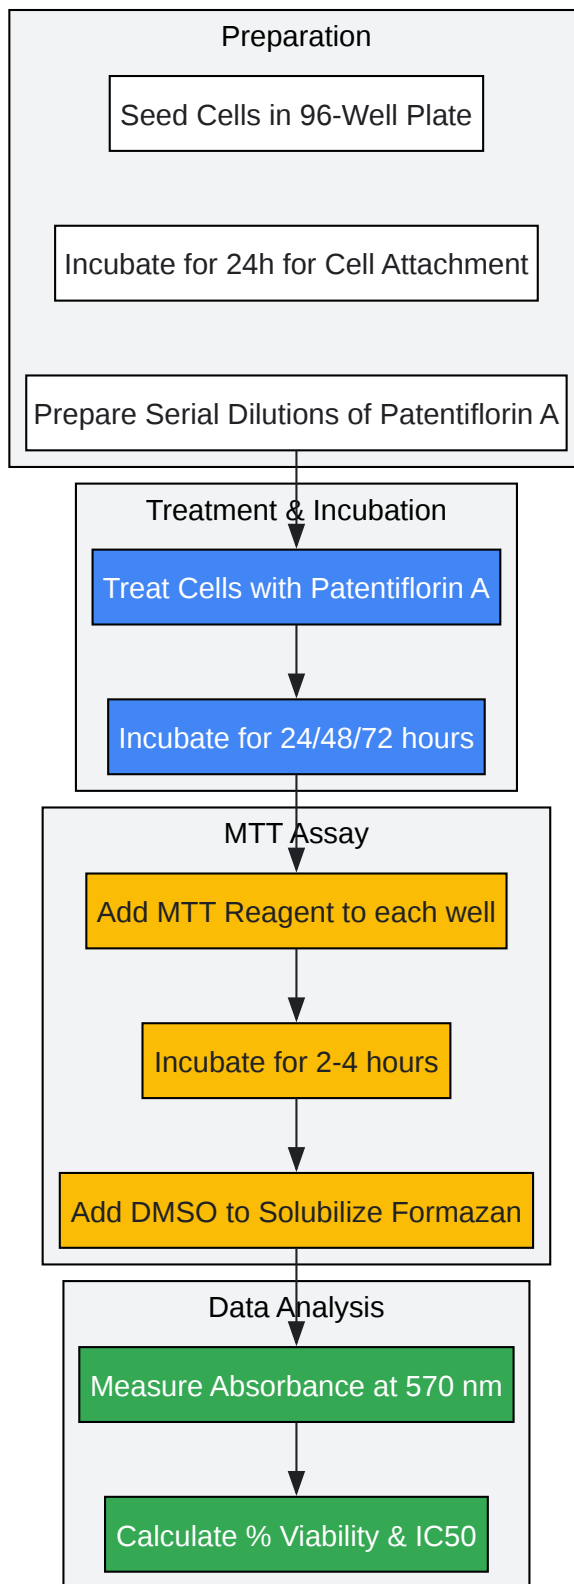 Preparation
Seed Cells in 96-Well Plate
Incubate for 24h for Cell Attachment
Prepare Serial Dilutions of Patentiflorin A
Treatment & Incubation
Treat Cells with Patentiflorin A
Incubate for 24/48/72 hours
MTT Assay
Add MTT Reagent to each well
Incubate for 2-4 hours
Add DMSO to Solubilize Formazan
Data Analysis
Measure Absorbance at 570 nm
Calculate % Viability & IC50